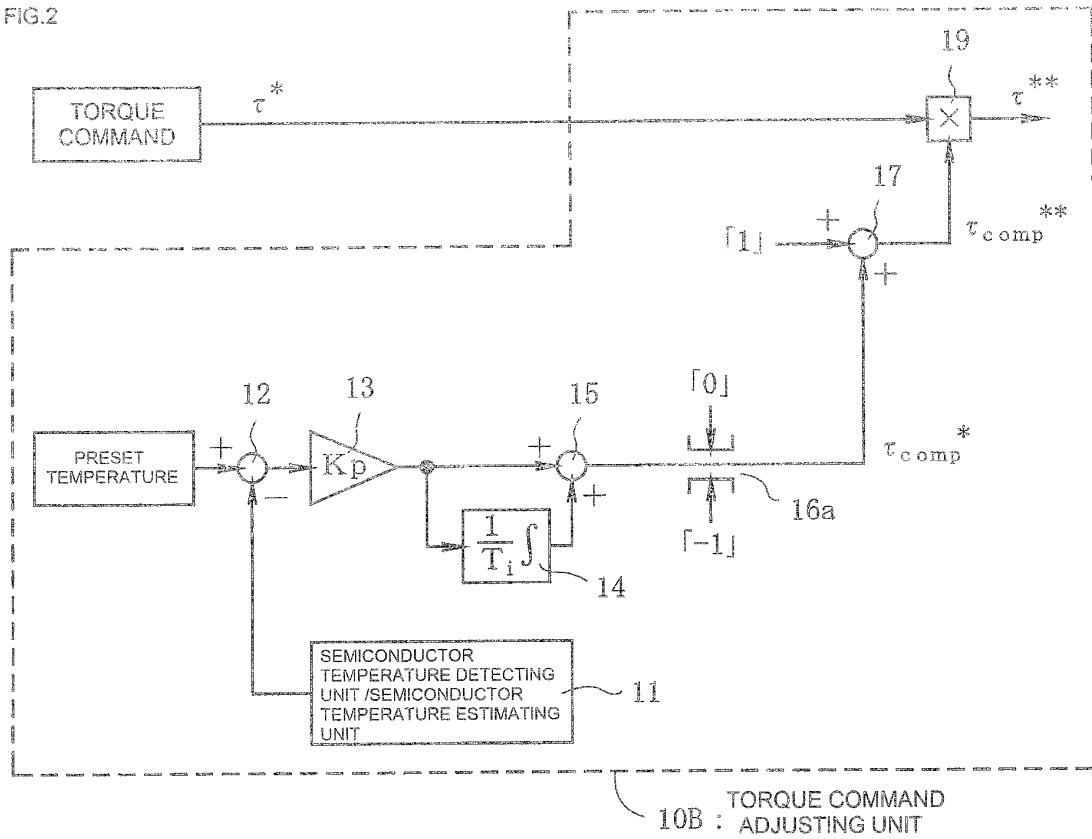 FIG.2
19
TORQUE
COMMAND
τ*
×
τ**
17
+
「1」
+
τcomp**
12
13
15
「0」
PRESET
TEMPERATURE
+
−
Kp
+
+
τcomp*
16a
「-1」
1/Ti ∫
14
SEMICONDUCTOR
TEMPERATURE DETECTING
UNIT /SEMICONDUCTOR
TEMPERATURE ESTIMATING
UNIT
11
10B : TORQUE COMMAND
ADJUSTING UNIT